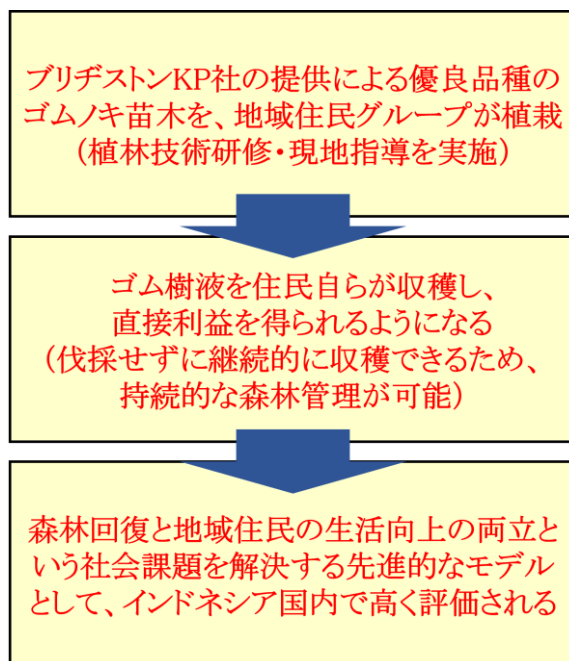 ブリヂストンKP社の提供による優良品種の
ゴムノキ苗木を、地域住民グループが植栽
(植林技術研修・現地指導を実施)
ゴム樹液を住民自らが収穫し、
直接利益を得られるようになる
(伐採せずに継続的に収穫できるため、
持続的な森林管理が可能)
森林回復と地域住民の生活向上の両立と
いう社会課題を解決する先進的なモデル
として、インドネシア国内で高く評価される